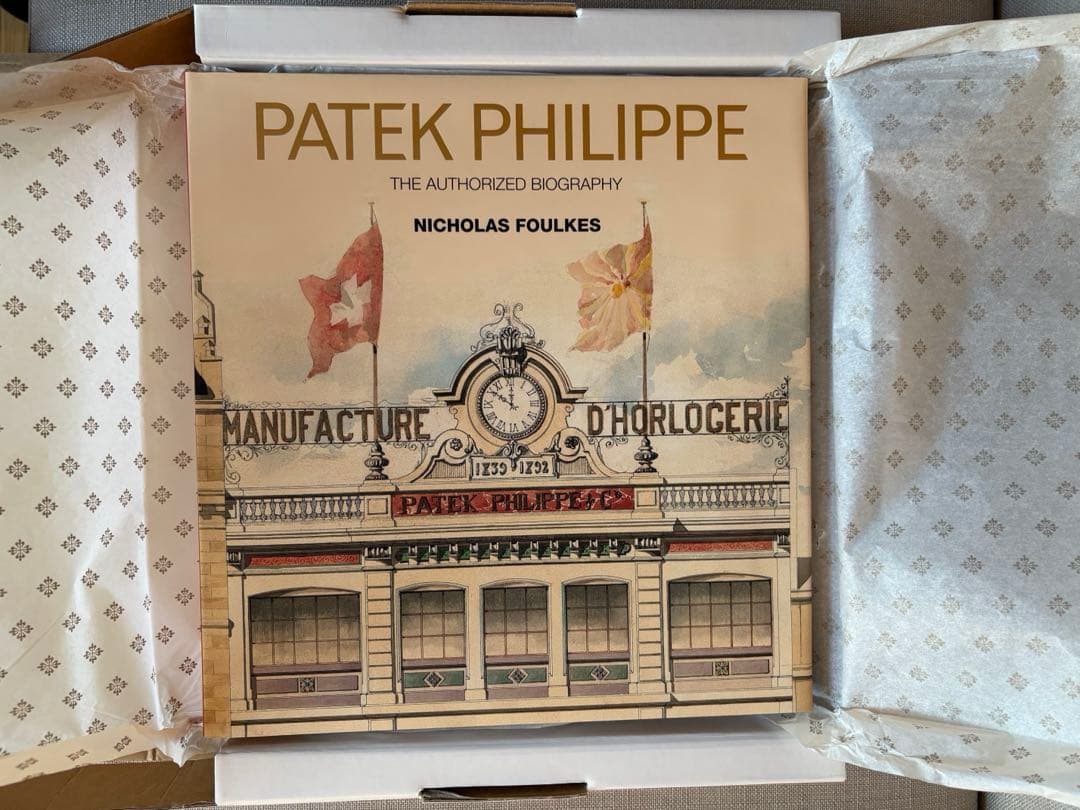 PATEK PHILIPPE
THE AUTHORIZED BIOGRAPHY
NICHOLAS FOULKES
MANUFACTURE D'HORLOGERIE
1839 1892
PATEK PHILIPPE & Cº